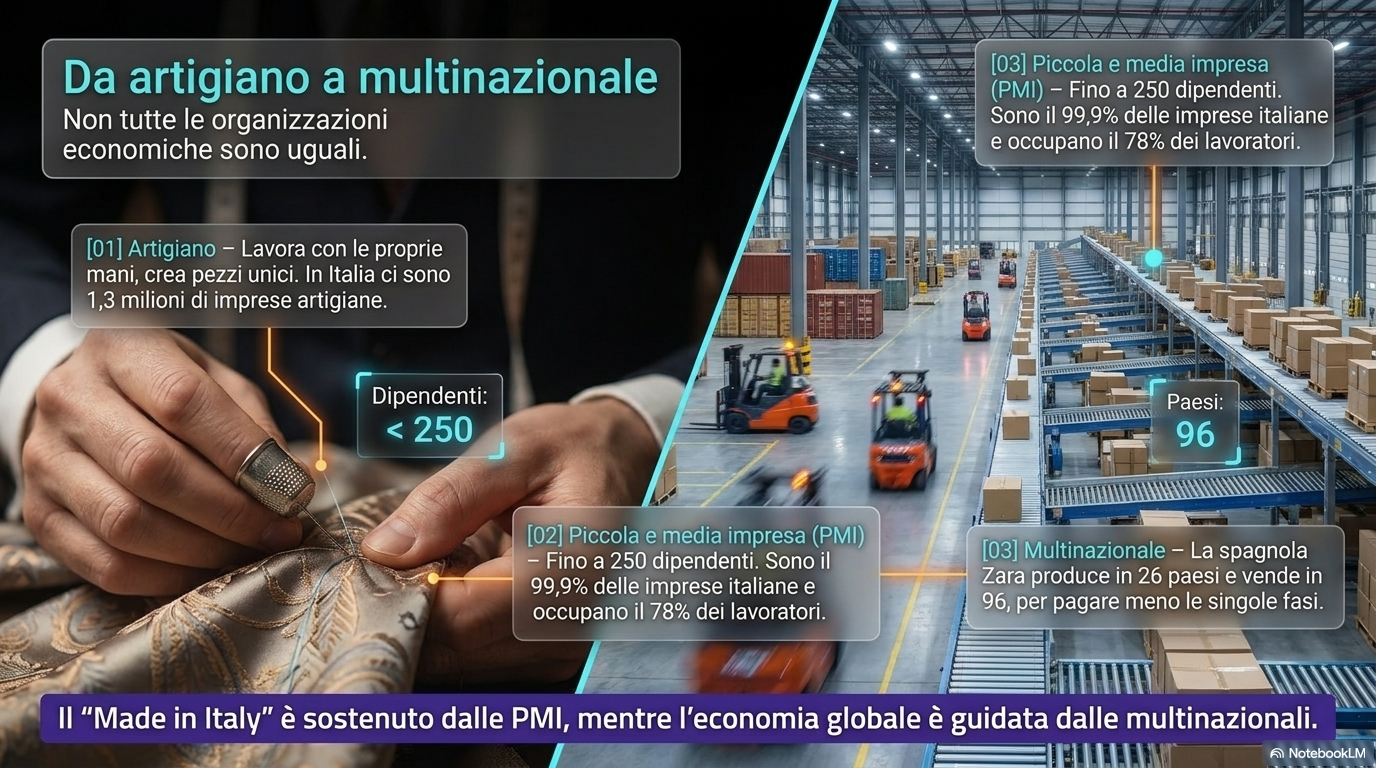 Da artigiano a multinazionale
Non tutte le organizzazioni
economiche sono uguali.
[01] Artigiano – Lavora con le proprie
mani, crea pezzi unici. In Italia ci sono
1,3 milioni di imprese artigiane.
Dipendenti:
< 250
[02] Piccola e media impresa (PMI)
– Fino a 250 dipendenti. Sono il
99,9% delle imprese italiane e
occupano il 78% dei lavoratori.
[03] Piccola e media impresa
(PMI) – Fino a 250 dipendenti.
Sono il 99,9% delle imprese italiane
e occupano il 78% dei lavoratori.
Paesi:
96
[03] Multinazionale – La spagnola
Zara produce in 26 paesi e vende in
96, per pagare meno le singole fasi.
Il “Made in Italy” è sostenuto dalle PMI, mentre l’economia globale è guidata dalle multinazionali.
NotebookLM